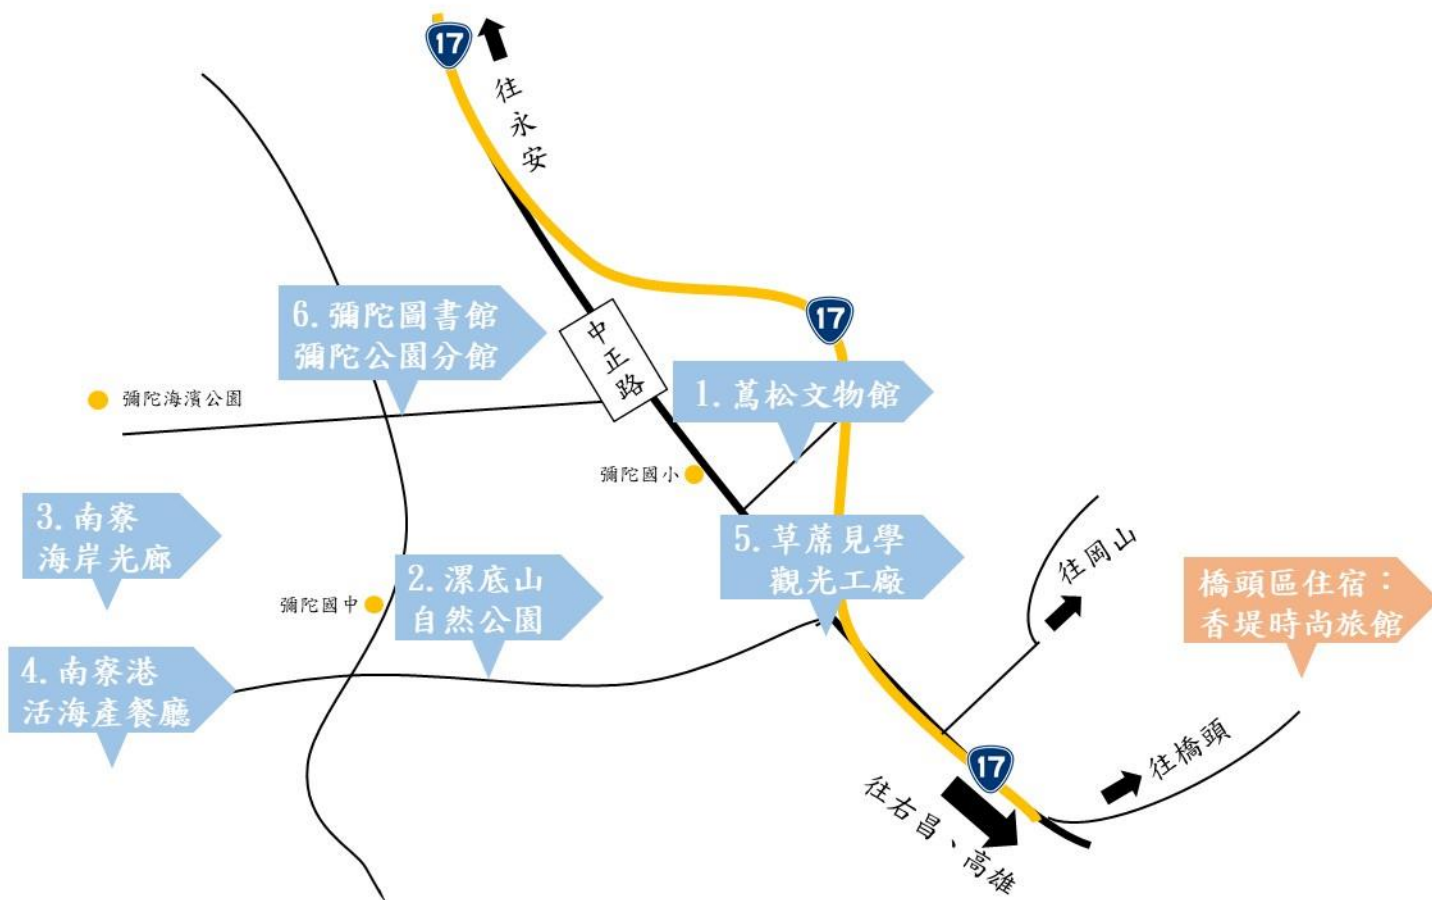 17
往永安
17
6. 彌陀圖書館
彌陀公園分館
中正路
1. 蔦松文物館
彌陀海濱公園
彌陀國小
3. 南寮
海岸光廊
5. 草蓆見學
觀光工廠
往岡山
2. 漯底山
自然公園
彌陀國中
橋頭區住宿：
香堤時尚旅館
4. 南寮港
活海產餐廳
17
往橋頭
往右昌、高雄